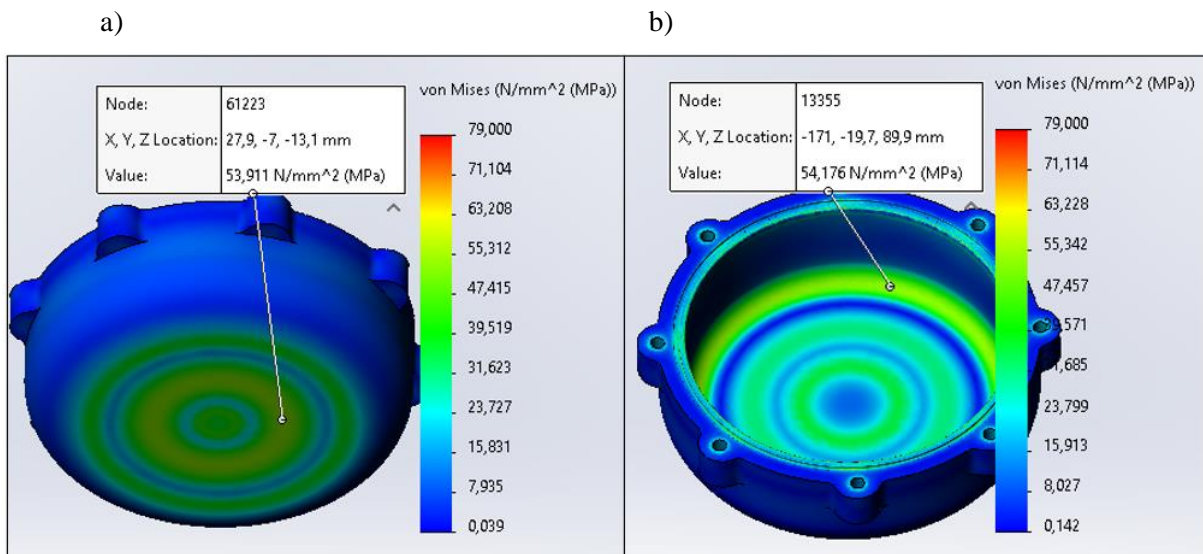 a)
b)
Node: 61223
X, Y, Z Location: 27,9, -7, -13,1 mm
Value: 53,911 N/mm^2 (MPa)
von Mises (N/mm^2 (MPa))
79,000
71,104
63,208
55,312
47,415
39,519
31,623
23,727
15,831
7,935
0,039
Node: 13355
X, Y, Z Location: -171, -19,7, 89,9 mm
Value: 54,176 N/mm^2 (MPa)
von Mises (N/mm^2 (MPa))
79,000
71,114
63,228
55,342
47,457
,571
,685
23,799
15,913
8,027
0,142